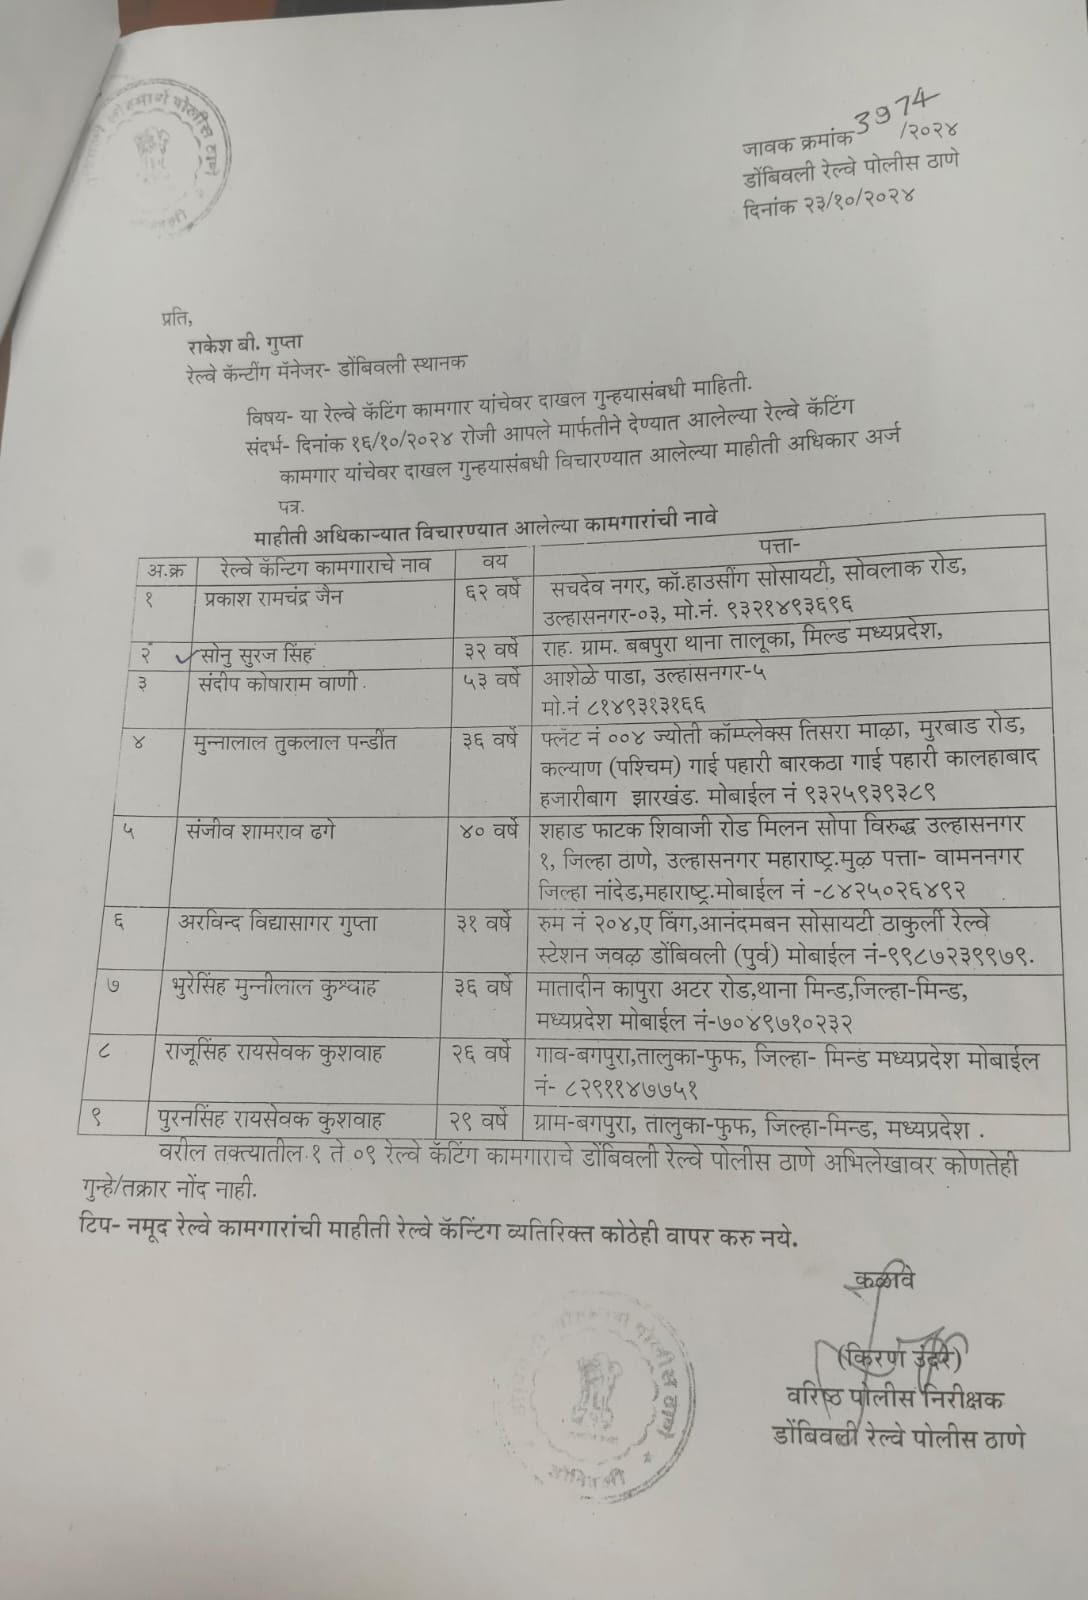 लोहमार्ग पोलीस ठाणे
जावक क्रमांक 3974/२०२४
डोंबिवली रेल्वे पोलीस ठाणे
दिनांक २३/१०/२०२४
प्रति,
राकेश बी. गुप्ता
रेल्वे कॅन्टींग मॅनेजर- डोंबिवली स्थानक
विषय- या रेल्वे कॅटिंग कामगार यांचेवर दाखल गुन्हयासंबधी माहिती.
संदर्भ- दिनांक १६/१०/२०२४ रोजी आपले मार्फतीने देण्यात आलेल्या रेल्वे कॅटिंग
कामगार यांचेवर दाखल गुन्हयासंबधी विचारण्यात आलेल्या माहीती अधिकार अर्ज
पत्र.
माहीती अधिकाऱ्यात विचारण्यात आलेल्या कामगारांची नावे
अ.क्र रेल्वे कॅन्टिग कामगाराचे नाव वय पत्ता-
१ प्रकाश रामचंद्र जैन ६२ वर्षे सचदेव नगर, कॉ.हाउसींग सोसायटी, सोवलाक रोड,
उल्हासनगर-०३, मो.नं. ९३२१४९३६९६
२ सोनु सुरज सिंह ३२ वर्षे राह. ग्राम. बबपुरा थाना तालूका, मिल्ड मध्यप्रदेश,
३ संदीप कोषाराम वाणी. ५३ वर्षे आशेळे पाडा, उल्हासनगर-५
मो.नं ८१४९३१३१६६
४ मुन्नालाल तुकलाल पन्डींत ३६ वर्षे फ्लॅट नं ००४ ज्योती कॉम्प्लेक्स तिसरा माळा, मुरबाड रोड,
कल्याण (पश्चिम) गाई पहारी बारकठा गाई पहारी कालहाबाद
हजारीबाग झारखंड. मोबाईल नं ९३२५९३९३८९
५ संजीव शामराव ढगे ४० वर्षे शहाड फाटक शिवाजी रोड मिलन सोपा विरुद्ध उल्हासनगर
१, जिल्हा ठाणे, उल्हासनगर महाराष्ट्र.मुळ पत्ता- वामननगर
जिल्हा नांदेड,महाराष्ट्र.मोबाईल नं -८४२५०२६४९२
६ अरविन्द विद्यासागर गुप्ता ३१ वर्षे रुम नं २०४,ए विंग,आनंदमबन सोसायटी ठाकुर्ली रेल्वे
स्टेशन जवळ डोंबिवली (पुर्व) मोबाईल नं-९९८७२३९९७९.
७ भुरेसिंह मुन्नीलाल कुश्वाह ३६ वर्षे मातादीन कापुरा अटर रोड,थाना मिन्ड,जिल्हा-मिन्ड,
मध्यप्रदेश मोबाईल नं-७०४९७१०२३२
८ राजूसिंह रायसेवक कुशवाह २६ वर्षे गाव-बगपुरा,तालुका-फुफ, जिल्हा- मिन्ड मध्यप्रदेश मोबाईल
नं- ८२९११४७७५१
९ पुरनसिंह रायसेवक कुशवाह २९ वर्षे ग्राम-बगपुरा, तालुका-फुफ, जिल्हा-मिन्ड, मध्यप्रदेश .
वरील तक्त्यातील १ ते ०९ रेल्वे कॅटिंग कामगाराचे डोंबिवली रेल्वे पोलीस ठाणे अभिलेखावर कोणतेही
गुन्हे/तक्रार नोंद नाही.
टिप- नमूद रेल्वे कामगारांची माहीती रेल्वे कॅन्टिंग व्यतिरिक्त कोठेही वापर करु नये.
कळावे
(किरण उंदरे)
वरिष्ठ पोलीस निरीक्षक
डोंबिवली रेल्वे पोलीस ठाणे
पोलीस ठाणे